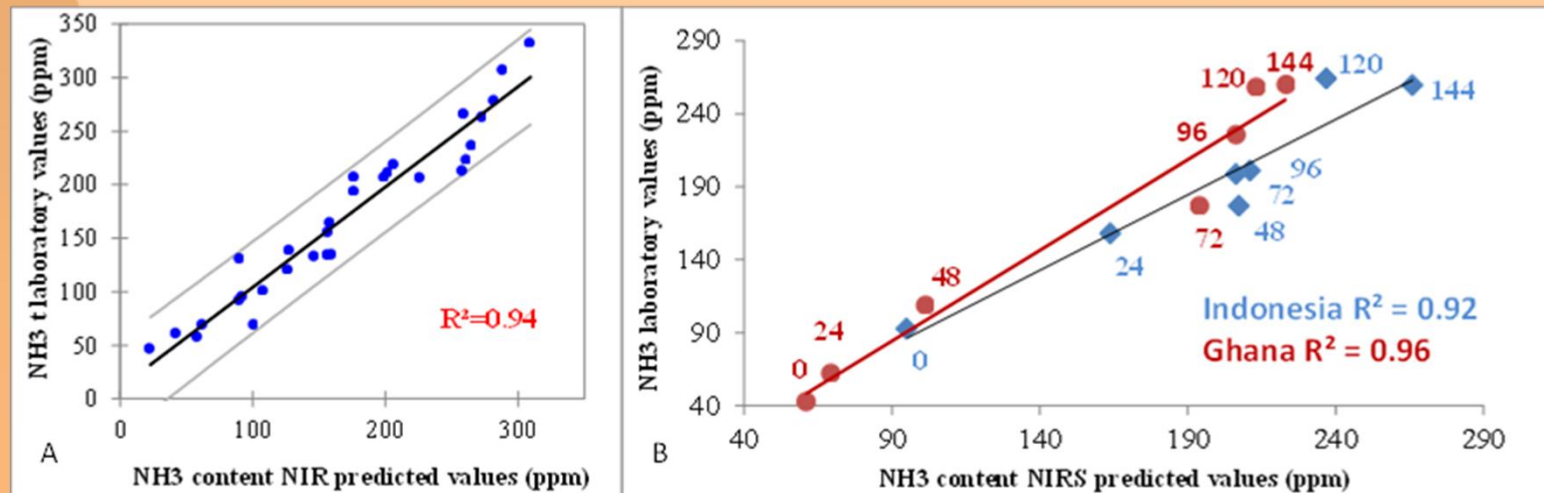 NH3 t laboratory values (ppm)
350
300
250
200
150
100
50
0
0 100 200 300
R²=0.94
A
NH3 content NIR predicted values (ppm)
NH3 laboratory values (ppm)
290
240
190
140
90
40
40 90 140 190 240 290
120 144 120
144
96
96
72
72 48
24
48
24
0 0
Indonesia R² = 0.92
Ghana R² = 0.96
B
NH3 content NIRS predicted values (ppm)